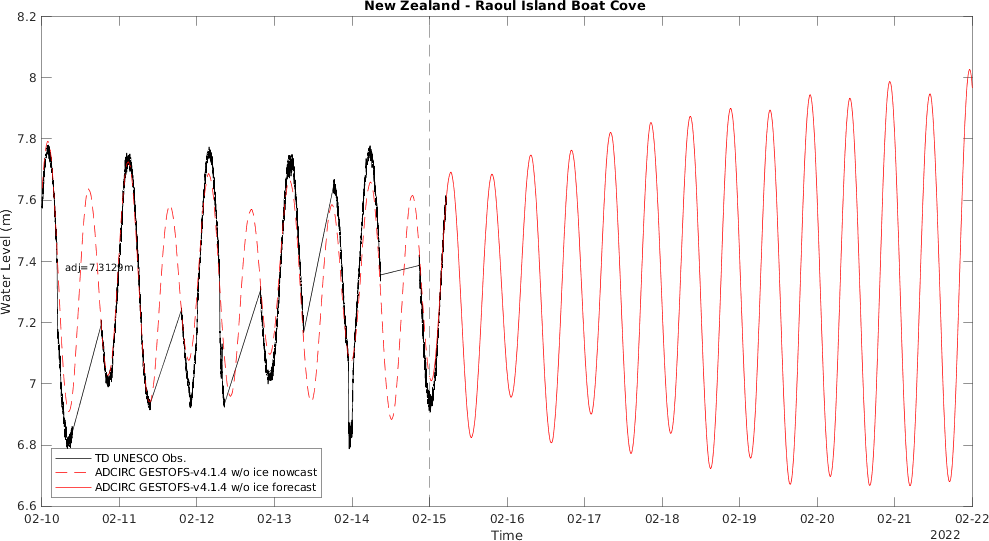 New Zealand - Raoul Island Boat Cove
8.2
8
7.8
7.6
7.4
7.2
7
6.8
6.6
Water Level (m)
adj=7.3129m
TD UNESCO Obs.
ADCIRC GESTOFS-v4.1.4 w/o ice nowcast
ADCIRC GESTOFS-v4.1.4 w/o ice forecast
02-10 02-11 02-12 02-13 02-14 02-15 02-16 02-17 02-18 02-19 02-20 02-21 02-22
Time
2022